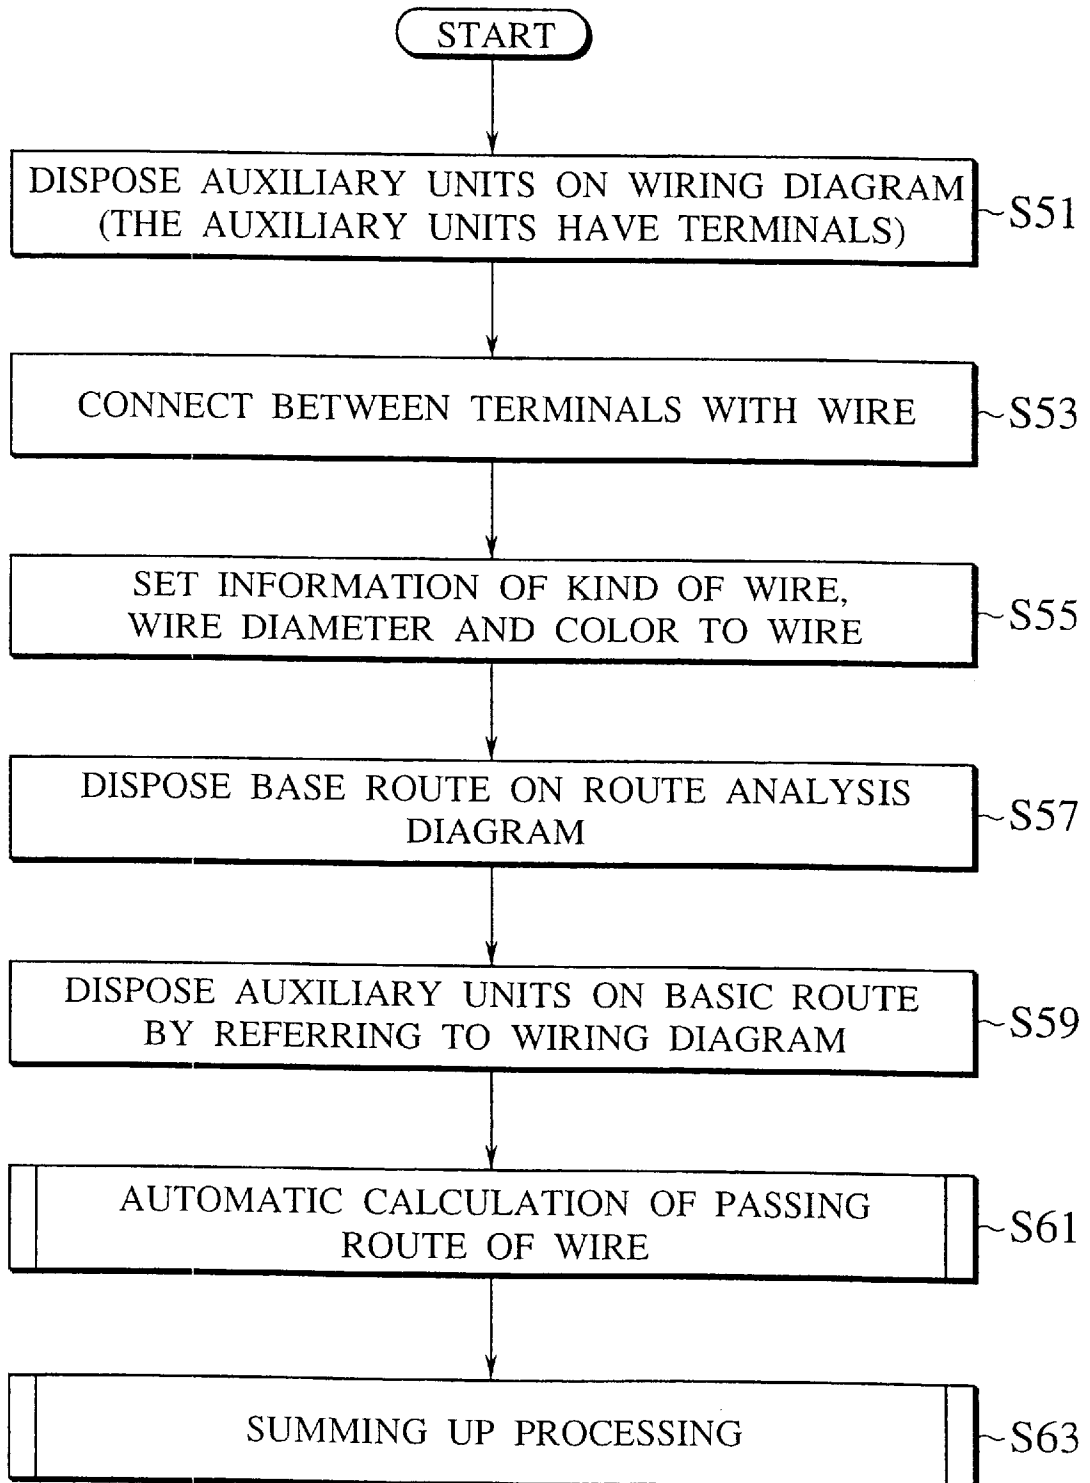 START
DISPOSE AUXILIARY UNITS ON WIRING DIAGRAM
(THE AUXILIARY UNITS HAVE TERMINALS)
~S51
CONNECT BETWEEN TERMINALS WITH WIRE
~S53
SET INFORMATION OF KIND OF WIRE,
WIRE DIAMETER AND COLOR TO WIRE
~S55
DISPOSE BASE ROUTE ON ROUTE ANALYSIS
DIAGRAM
~S57
DISPOSE AUXILIARY UNITS ON BASIC ROUTE
BY REFERRING TO WIRING DIAGRAM
~S59
AUTOMATIC CALCULATION OF PASSING
ROUTE OF WIRE
~S61
SUMMING UP PROCESSING
~S63